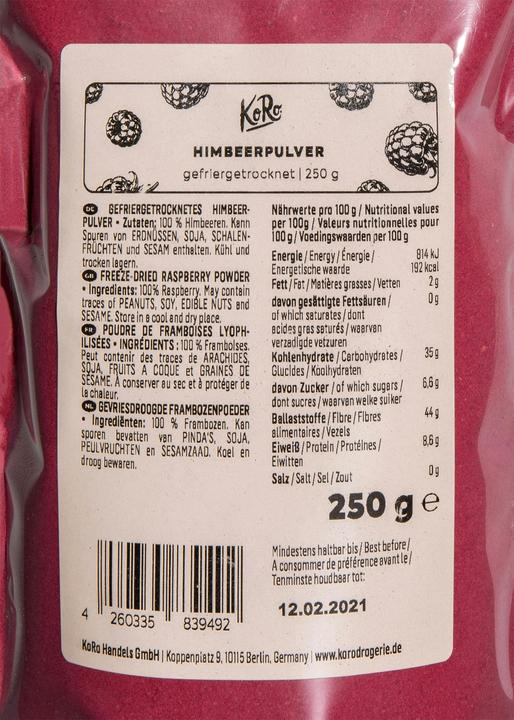 KoRo
HIMBEERPULVER
gefriergetrocknet | 250 g
DE GEFRIERGETROCKNETES HIMBEER-
PULVER • Zutaten: 100 % Himbeeren. Kann
Spuren von ERDNÜSSEN, SOJA, SCHALEN-
FRÜCHTEN und SESAM enthalten. Kühl und
trocken lagern.
GB FREEZE-DRIED RASPBERRY POWDER
• Ingredients: 100% Raspberry. May contain
traces of PEANUTS, SOY, EDIBLE NUTS and
SESAME. Store in a cool and dry place.
FR POUDRE DE FRAMBOISES LYOPH-
ILISÉES • INGRÉDIENTS : 100 % Framboises.
Peut contenir des traces de ARACHIDES,
SOJA, FRUITS A COQUE et GRAINES DE
SÉSAME. À conserver au sec et à protéger de
la chaleur.
NL GEVRIESDROOGDE FRAMBOZENPOEDER
• Ingrediënten: 100 % Frambozen. Kan
sporen bevatten van PINDA'S, SOJA,
PEULVRUCHTEN en SESAMZAAD. Koel en
droog bewaren.
Nährwerte pro 100 g / Nutritional values
per 100g / Valeurs nutritionnelles pour
100 g / Voedingswaarden per 100 g
Energie / Energy / Énergie / 814 kJ
Energetische waarde 192 kcal
Fett / Fat / Matières grasses / Vetten 2 g
davon gesättigte Fettsäuren / 0 g
of which saturates / dont
acides gras saturés / waarvan
verzadigde vetzuren
Kohlenhydrate / Carbohydrates / 35 g
Glucides / Koolhydraten
davon Zucker / of which sugars / 6,6 g
dont sucres / waarvan welke suiker
Ballaststoffe / Fibre / Fibres 44 g
alimentaires / Vezels
Eiweiß / Protein / Protéines / 8,6 g
Eiwitten
Salz / Salt / Sel / Zout 0 g
250 g ℮
Mindestens haltbar bis / Best before /
A consommer de préférence avant le /
Tenminste houdbaar tot:
12.02.2021
4 260335 839492
KoRo Handels GmbH | Koppenplatz 9, 10115 Berlin, Germany | www.korodrogerie.de